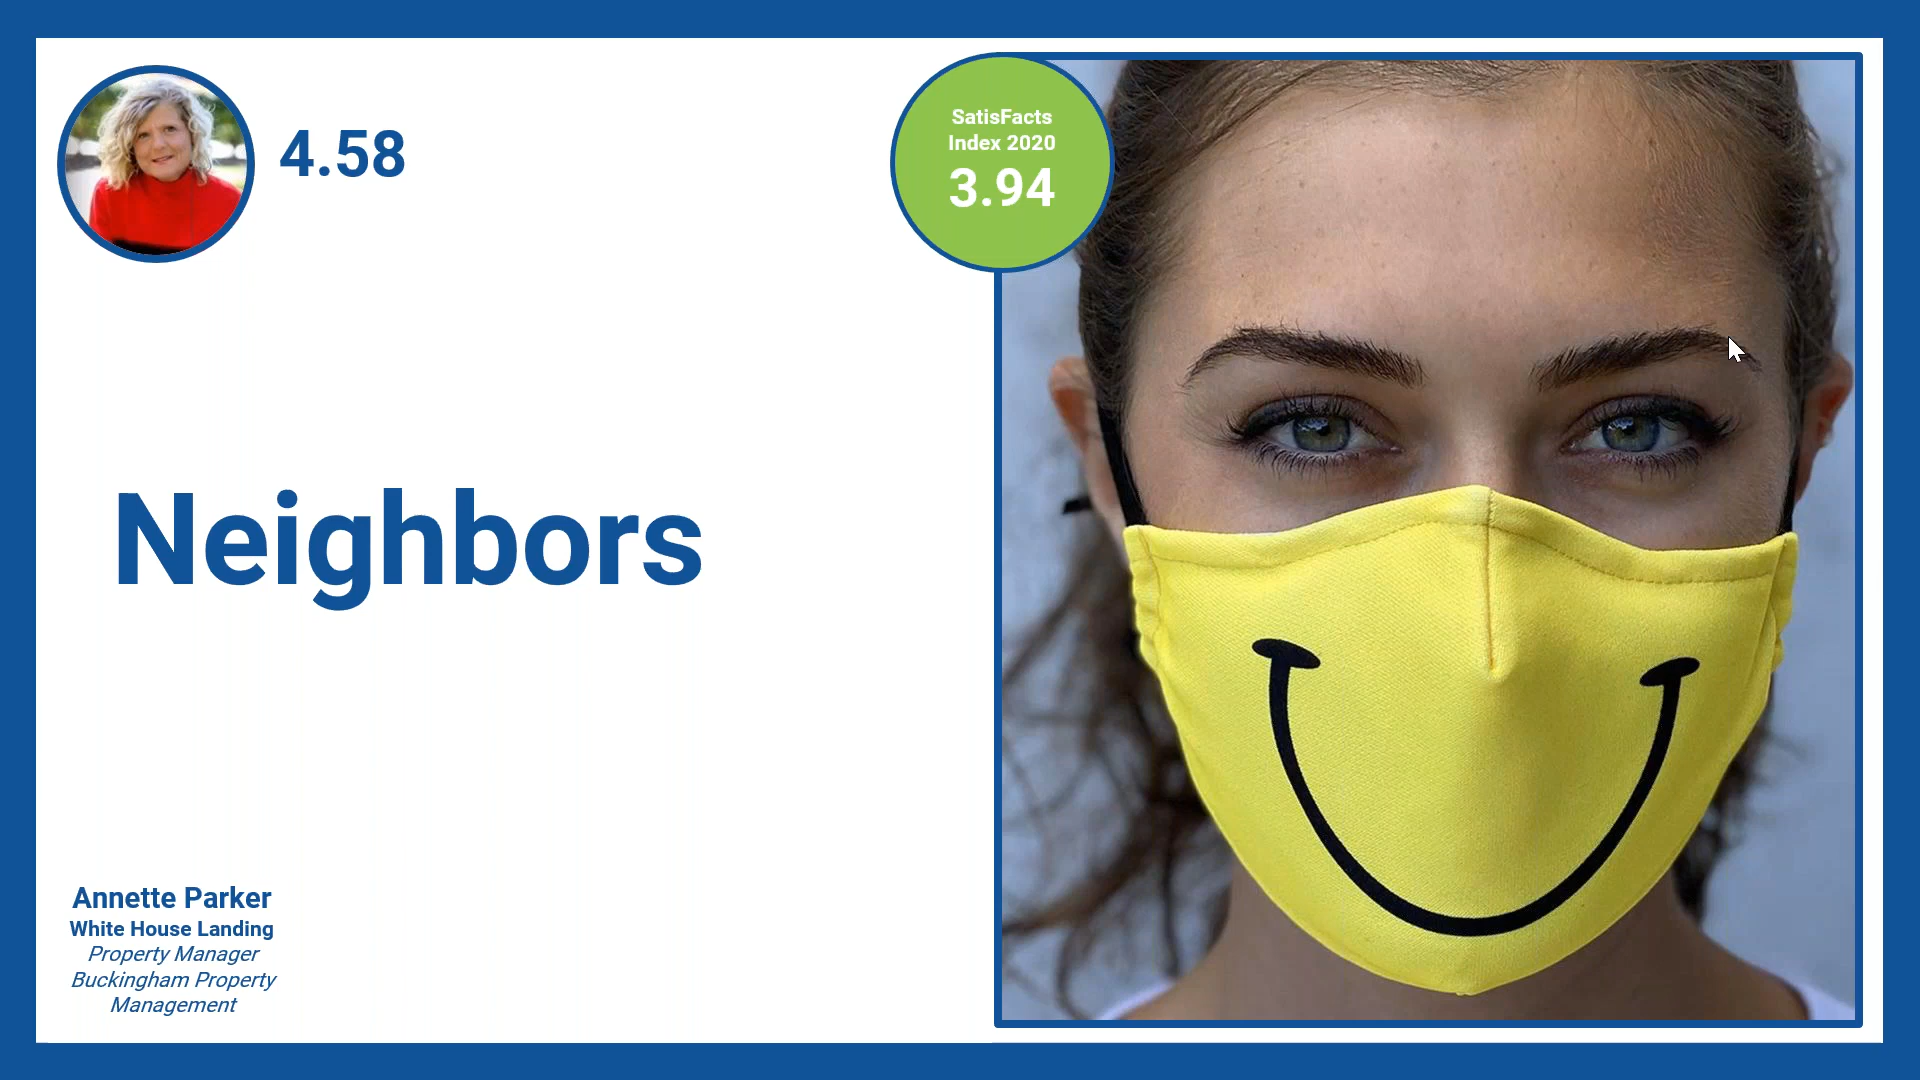 4.58
SatisFacts
Index 2020
3.94
Neighbors
Annette Parker
White House Landing
Property Manager
Buckingham Property
Management